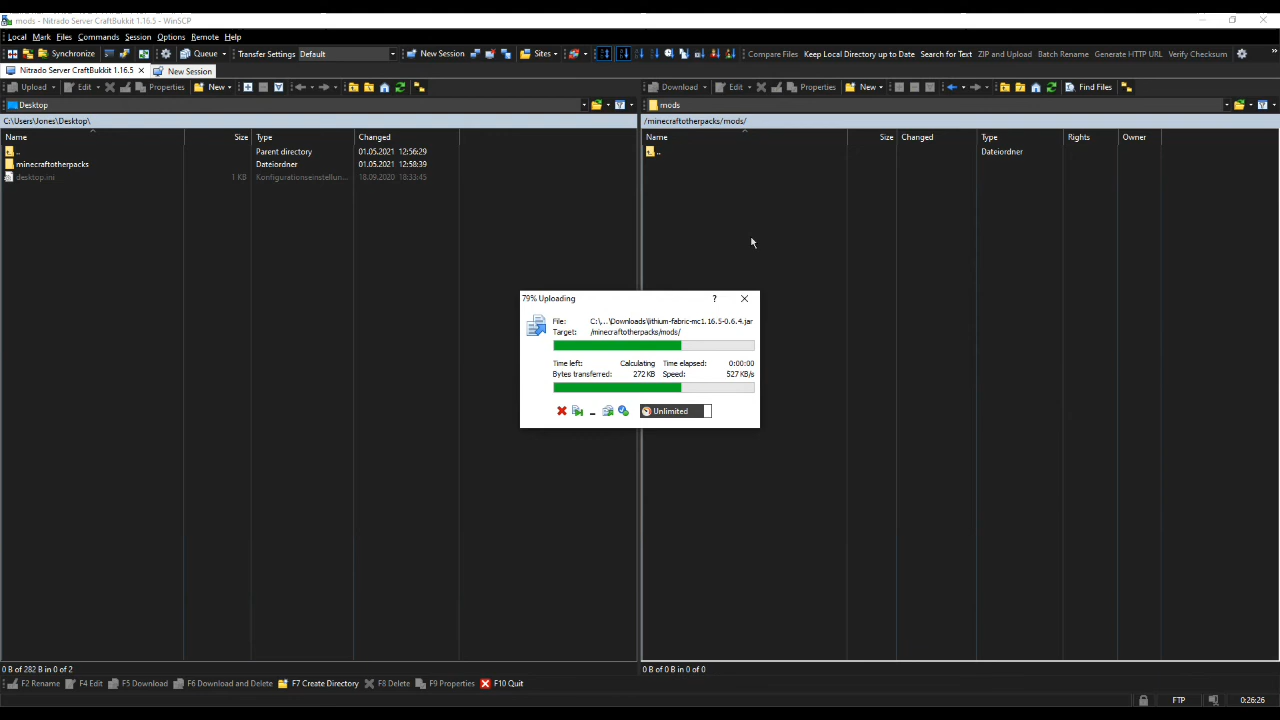 mods - Nitrado Server CraftBukkit 1.16.5 - WinSCP
Local Mark Files Commands Session Options Remote Help
Synchronize Queue Transfer Settings Default New Session Sites Compare Files Keep Local Directory up to Date Search for Text ZIP and Upload Batch Rename Generate HTTP URL Verify Checksum »
Nitrado Server CraftBukkit 1.16.5 × New Session
Upload Edit Properties New Download Edit Properties New Find Files
Desktop mods
C:\Users\Jones\Desktop\ /minecraftotherpacks/mods/
Name Size Type Changed Name Size Changed Type Rights Owner
.. Parent directory 01.05.2021 12:56:29 .. Dateiordner
minecraftotherpacks Dateiordner 01.05.2021 12:58:39
desktop.ini 1 KB Konfigurationseinstellun... 18.09.2020 18:33:45
79% Uploading ?
File: C:\...\Downloads\lithium-fabric-mc1.16.5-0.6.4.jar
Target: /minecraftotherpacks/mods/
Time left: Calculating Time elapsed: 0:00:00
Bytes transferred: 272 KB Speed: 527 KB/s
Unlimited
0 B of 282 B in 0 of 2 0 B of 0 B in 0 of 0
F2 Rename F4 Edit F5 Download F6 Download and Delete F7 Create Directory F8 Delete F9 Properties F10 Quit
FTP 0:26:26